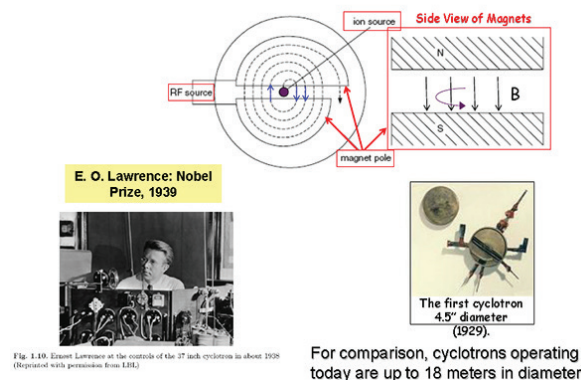 Side View of Magnets
ion source
N
RF source
B
S
magnet pole
E. O. Lawrence: Nobel
Prize, 1939
The first cyclotron
4.5” diameter
(1929).
Fig. 1.10. Ernest Lawrence at the controls of the 37 inch cyclotron in about 1938
(Reprinted with permission from LBL)
For comparison, cyclotrons operating
today are up to 18 meters in diameter